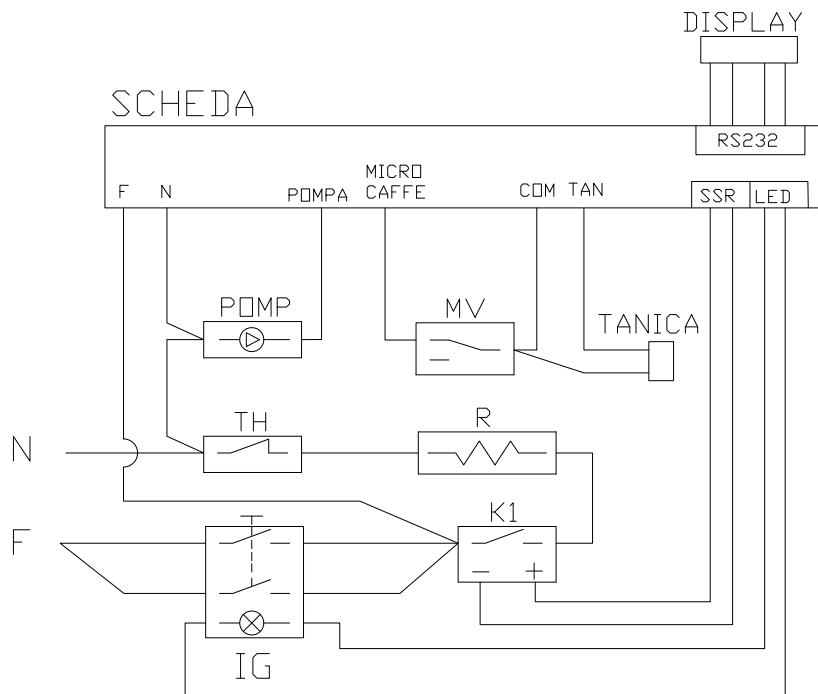 DISPLAY
SCHEDA
RS232
F N POMPA MICRO CAFFE COM TAN SSR LED
POMP
MV
TANICA
N
TH
R
F
K1
− +
IG